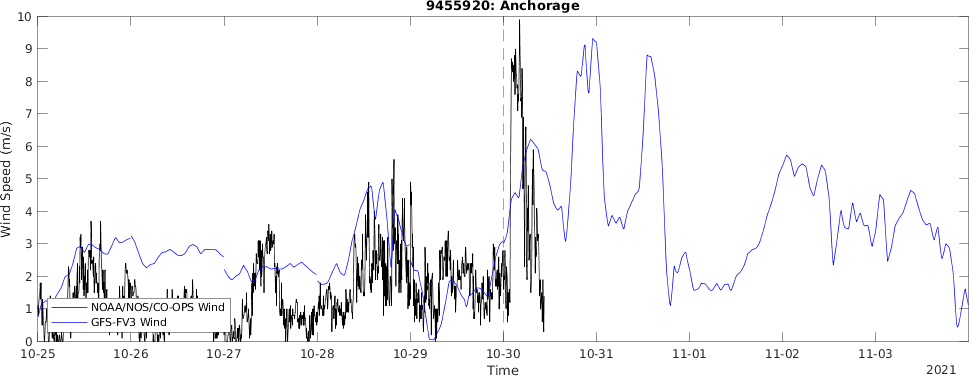 9455920: Anchorage
Wind Speed (m/s)
10
9
8
7
6
5
4
3
2
1
0
NOAA/NOS/CO-OPS Wind
GFS-FV3 Wind
10-25 10-26 10-27 10-28 10-29 10-30 10-31 11-01 11-02 11-03
Time
2021